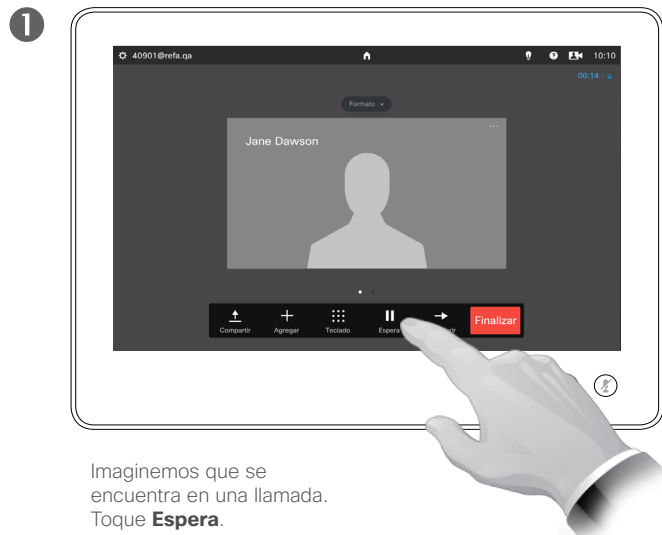 1
40901@refa.qa 10:10
00:14
Formato
Jane Dawson
Compartir Agregar Teclado Espera Finalizar
Imaginemos que se
encuentra en una llamada.
Toque Espera.